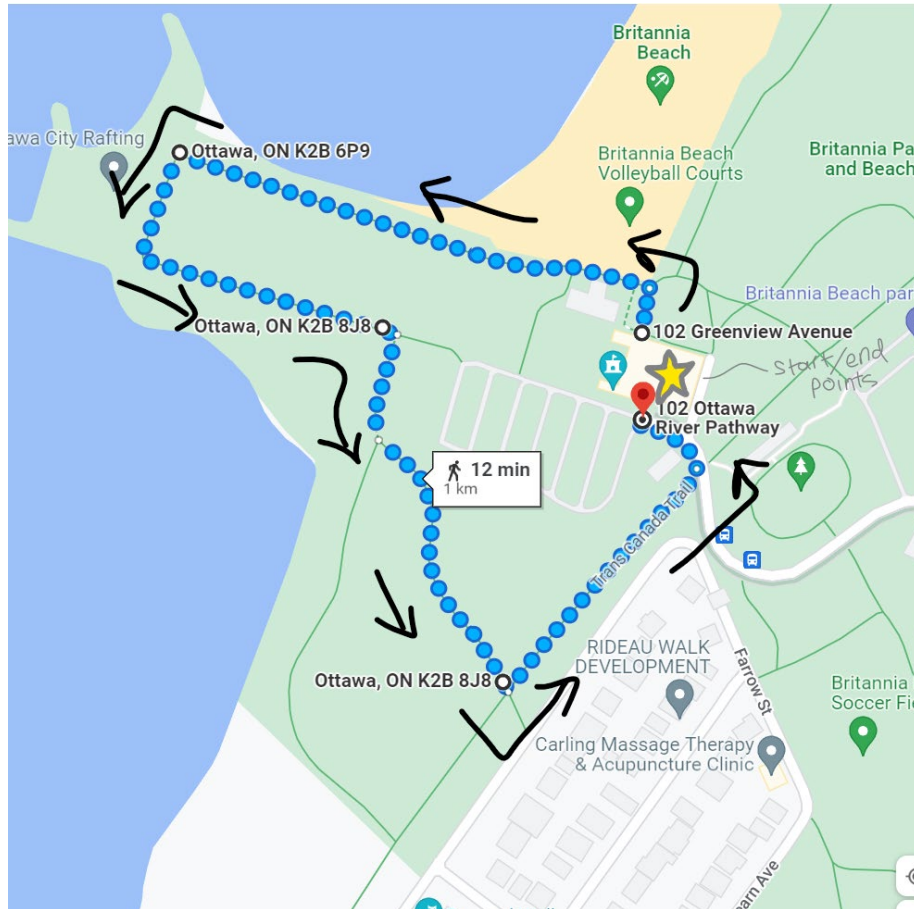 Britannia
Beach
awa City Rafting
Ottawa, ON K2B 6P9
Britannia Beach
Volleyball Courts
Britannia Pa
and Beach
Britannia Beach par
Ottawa, ON K2B 8J8
102 Greenview Avenue
start/end
points
102 Ottawa
River Pathway
12 min
1 km
Trans Canada Trail
RIDEAU WALK
DEVELOPMENT
Ottawa, ON K2B 8J8
Farrow St
Britannia
Soccer Fie
Carling Massage Therapy
& Acupuncture Clinic
arn Ave